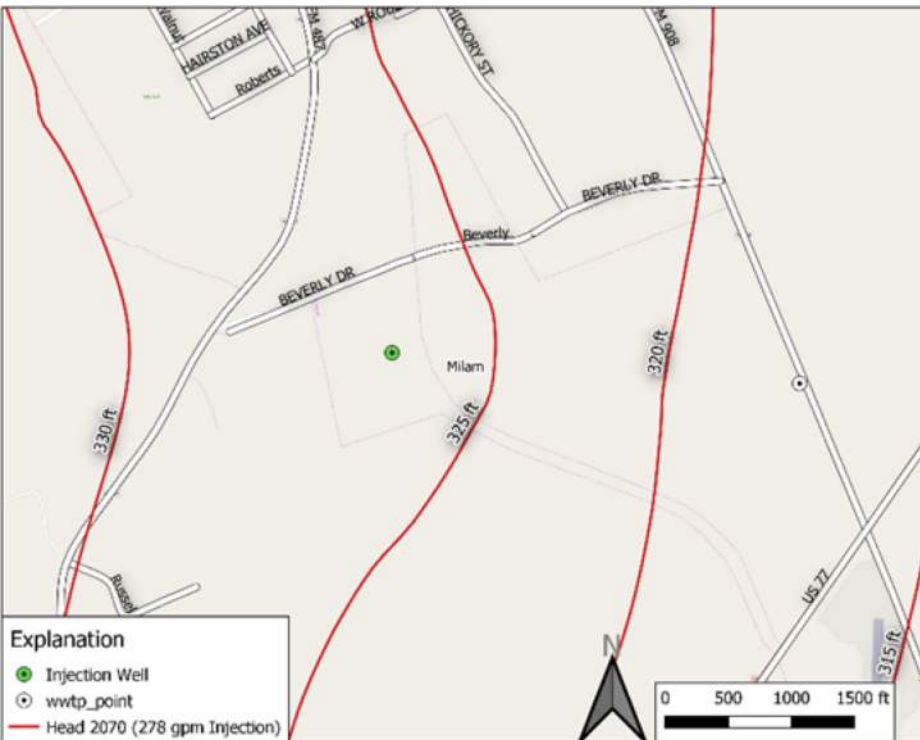 Walnut
HAIRSTON AVE
Roberts
FM 487
HICKORY ST
FM 908
BEVERLY DR
Beverly
BEVERLY DR
Milam
330 ft
325 ft
320 ft
315 ft
Russel
US 77
N
Explanation
Injection Well
wwtp_point
Head 2070 (278 gpm Injection)
0 500 1000 1500 ft